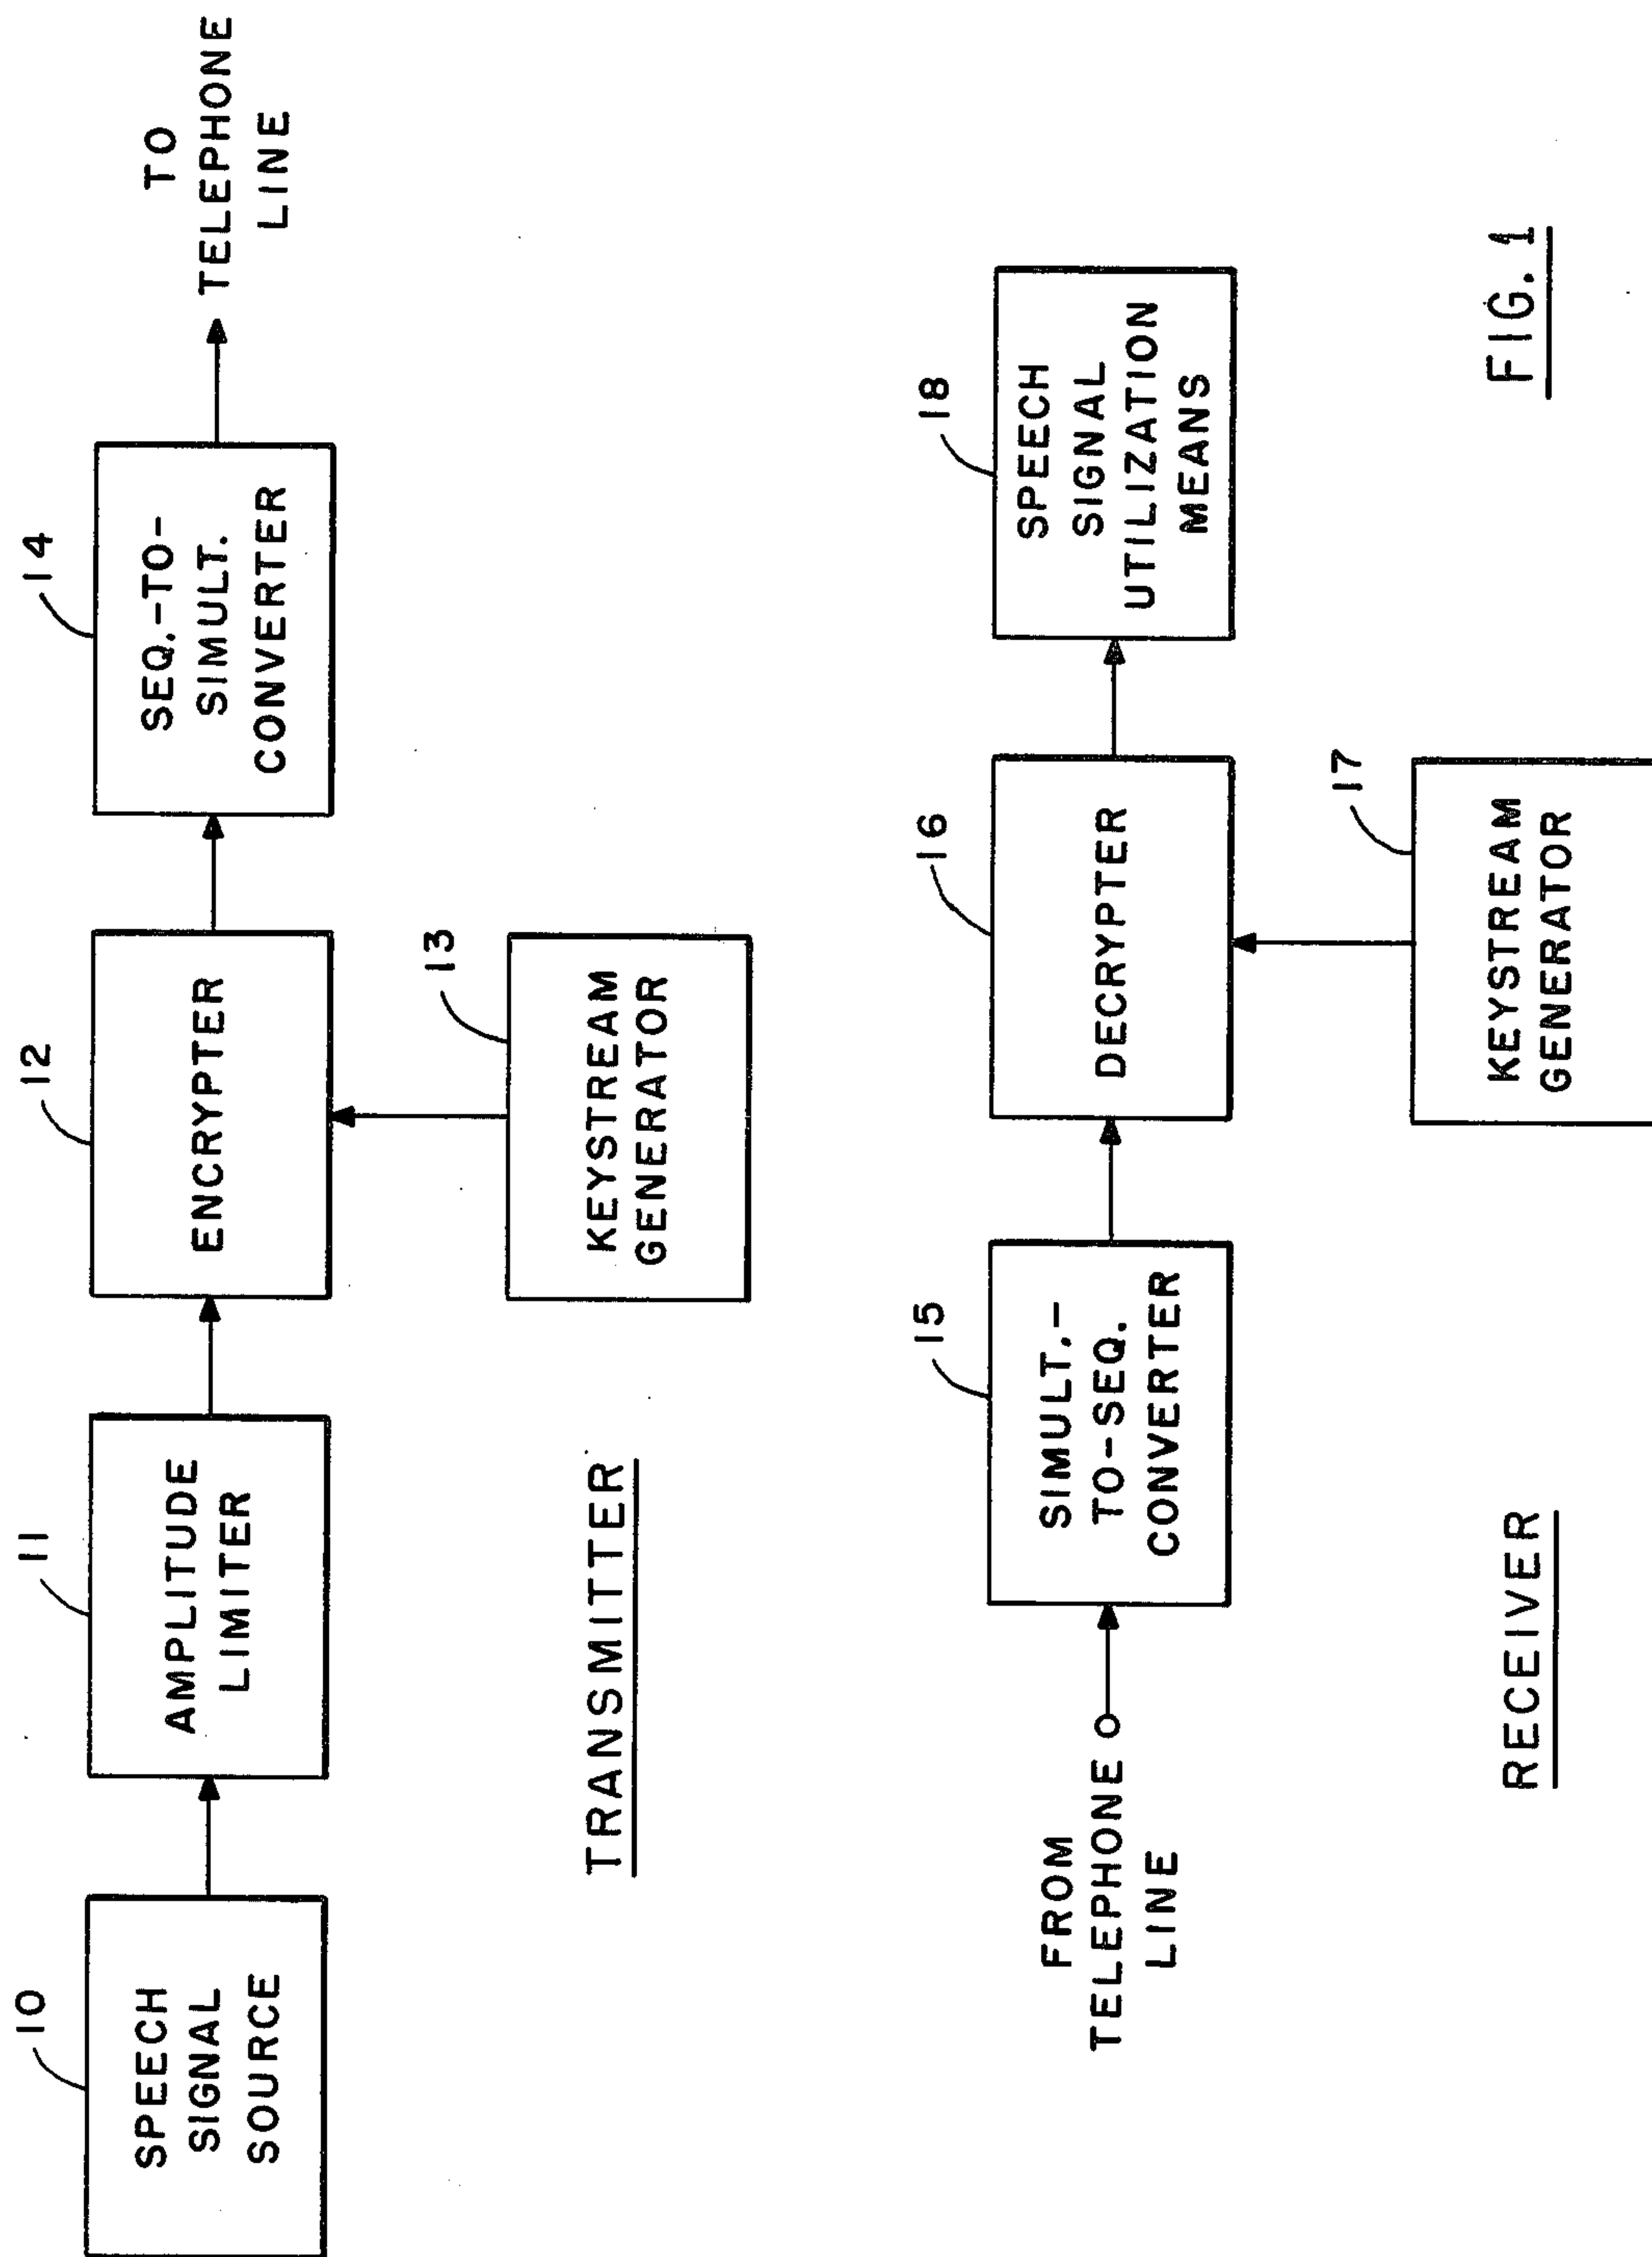 10
SPEECH
SIGNAL
SOURCE
11
AMPLITUDE
LIMITER
12
ENCRYPTER
13
KEYSTREAM
GENERATOR
14
SEQ.-TO-
SIMULT.
CONVERTER
TO
TELEPHONE
LINE
TRANSMITTER
FROM
TELEPHONE
LINE
15
SIMULT.-
TO-SEQ.
CONVERTER
16
DECRYPTER
17
KEYSTREAM
GENERATOR
18
SPEECH
SIGNAL
UTILIZATION
MEANS
RECEIVER
FIG. 1